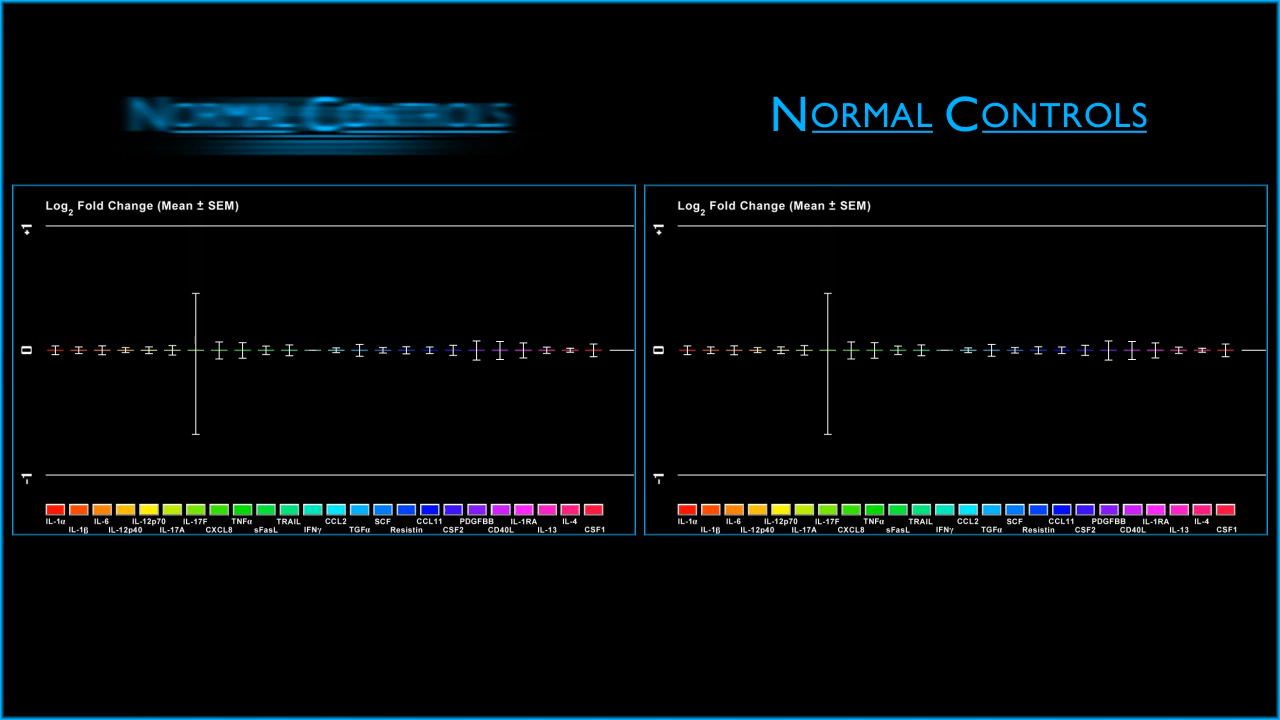 NORMAL CONTROLS
NORMAL CONTROLS
Log2 Fold Change (Mean ± SEM)
+1
0
-1
IL-1α IL-6 IL-12p70 IL-17F TNFα TRAIL CCL2 SCF CCL11 PDGFBB IL-1RA IL-4
IL-1β IL-12p40 IL-17A CXCL8 sFasL IFNγ TGFα Resistin CSF2 CD40L IL-13 CSF1
Log2 Fold Change (Mean ± SEM)
+1
0
-1
IL-1α IL-6 IL-12p70 IL-17F TNFα TRAIL CCL2 SCF CCL11 PDGFBB IL-1RA IL-4
IL-1β IL-12p40 IL-17A CXCL8 sFasL IFNγ TGFα Resistin CSF2 CD40L IL-13 CSF1